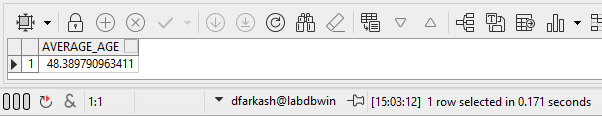 AVERAGE_AGE
1 48.389790963411
& 1:1 dfarkash@labdbwin [15:03:12] 1 row selected in 0.171 seconds